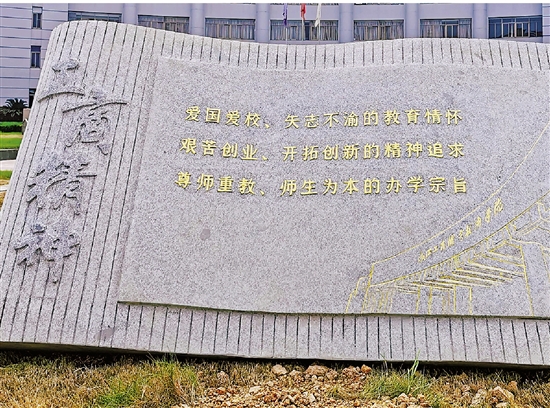 工商精神
爱国爱校、矢志不渝的教育情怀
艰苦创业、开拓创新的精神追求
尊师重教、师生为本的办学宗旨